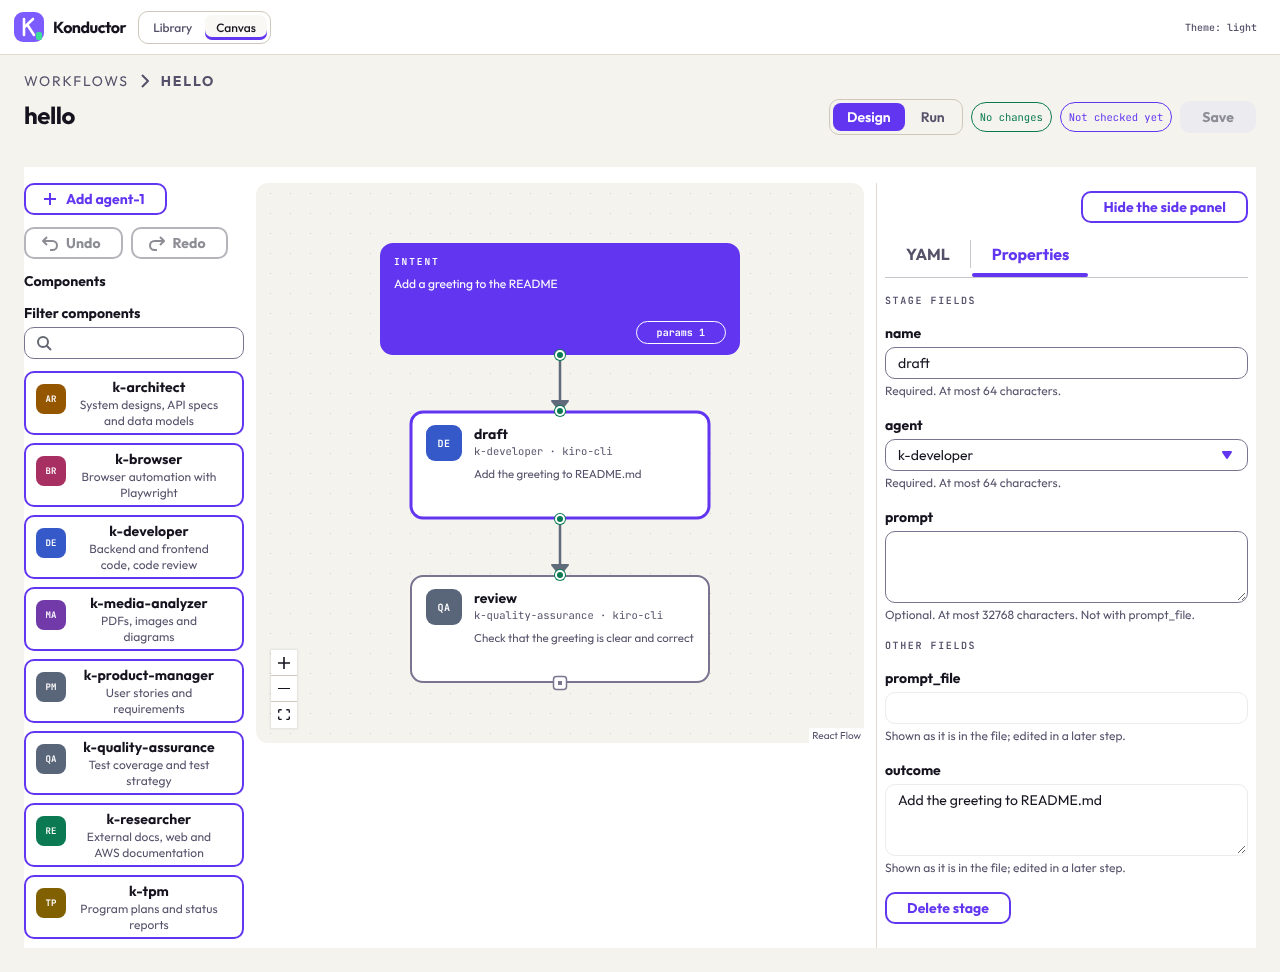 Konductor
Library
Canvas
Theme: light
WORKFLOWS > HELLO
hello
Design
Run
No changes
Not checked yet
Save
Add agent-1
Undo
Redo
Components
Filter components
AR
k-architect
System designs, API specs
and data models
BR
k-browser
Browser automation with
Playwright
DE
k-developer
Backend and frontend
code, code review
MA
k-media-analyzer
PDFs, images and
diagrams
PM
k-product-manager
User stories and
requirements
QA
k-quality-assurance
Test coverage and test
strategy
RE
k-researcher
External docs, web and
AWS documentation
TP
k-tpm
Program plans and status
reports
INTENT
Add a greeting to the README
params 1
DE
draft
k-developer · kiro-cli
Add the greeting to README.md
QA
review
k-quality-assurance · kiro-cli
Check that the greeting is clear and correct
React Flow
Hide the side panel
YAML
Properties
STAGE FIELDS
name
draft
Required. At most 64 characters.
agent
k-developer
Required. At most 64 characters.
prompt
Optional. At most 32768 characters. Not with prompt_file.
OTHER FIELDS
prompt_file
Shown as it is in the file; edited in a later step.
outcome
Add the greeting to README.md
Shown as it is in the file; edited in a later step.
Delete stage